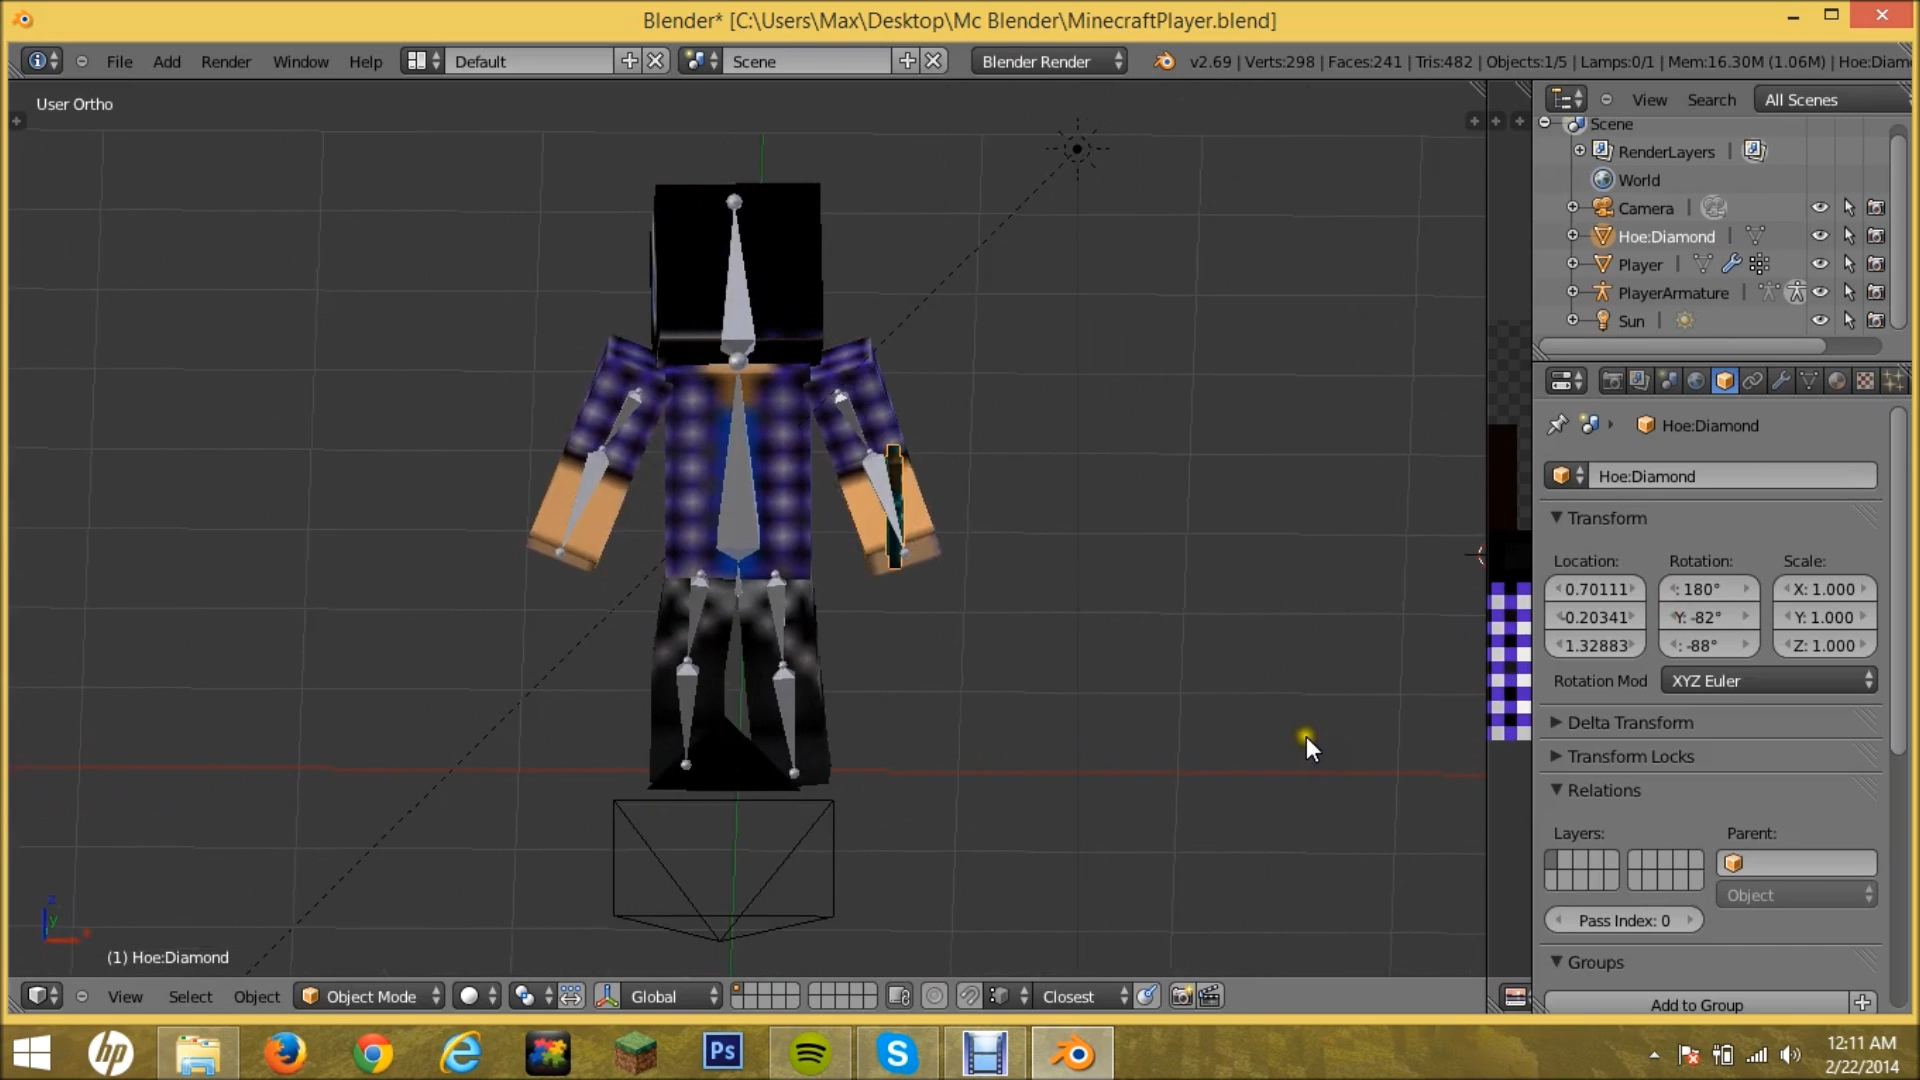 Blender* [C:\Users\Max\Desktop\Mc Blender\MinecraftPlayer.blend]
File Add Render Window Help Default Scene Blender Render v2.69 | Verts:298 | Faces:241 | Tris:482 | Objects:1/5 | Lamps:0/1 | Mem:16.30M (1.06M) | Hoe:Diam
User Ortho
View Search All Scenes
Scene
RenderLayers
World
Camera
Hoe:Diamond
Player
PlayerArmature
Sun
Hoe:Diamond
Hoe:Diamond
Transform
Location: Rotation: Scale:
0.70111 : 180° X: 1.000
-0.20341 Y: -82° Y: 1.000
1.32883 : -88° Z: 1.000
Rotation Mod XYZ Euler
Delta Transform
Transform Locks
Relations
Layers: Parent:
Object
Pass Index: 0
Groups
Add to Group
z
y
(1) Hoe:Diamond
View Select Object Object Mode Global Closest
hp
Ps
S
12:11 AM
2/22/2014